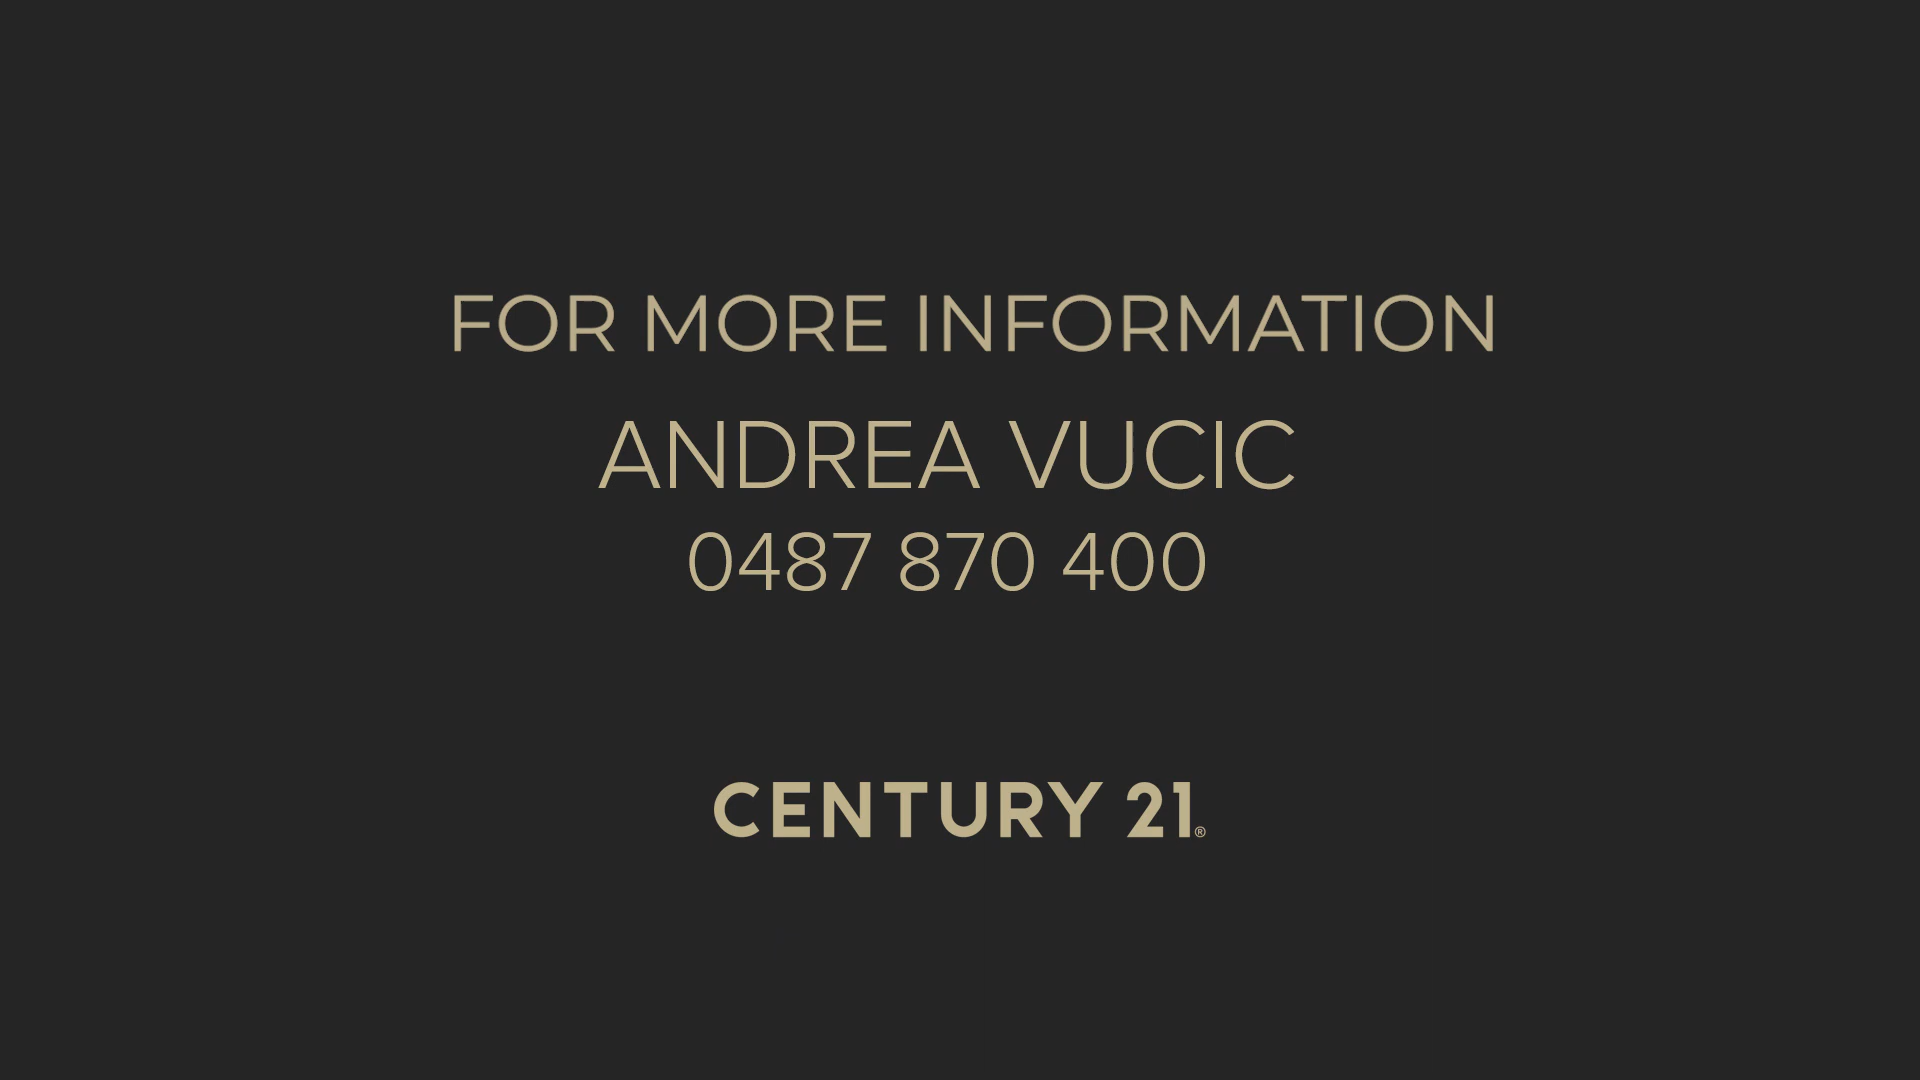 FOR MORE INFORMATION
ANDREA VUCIC
0487 870 400
CENTURY 21®